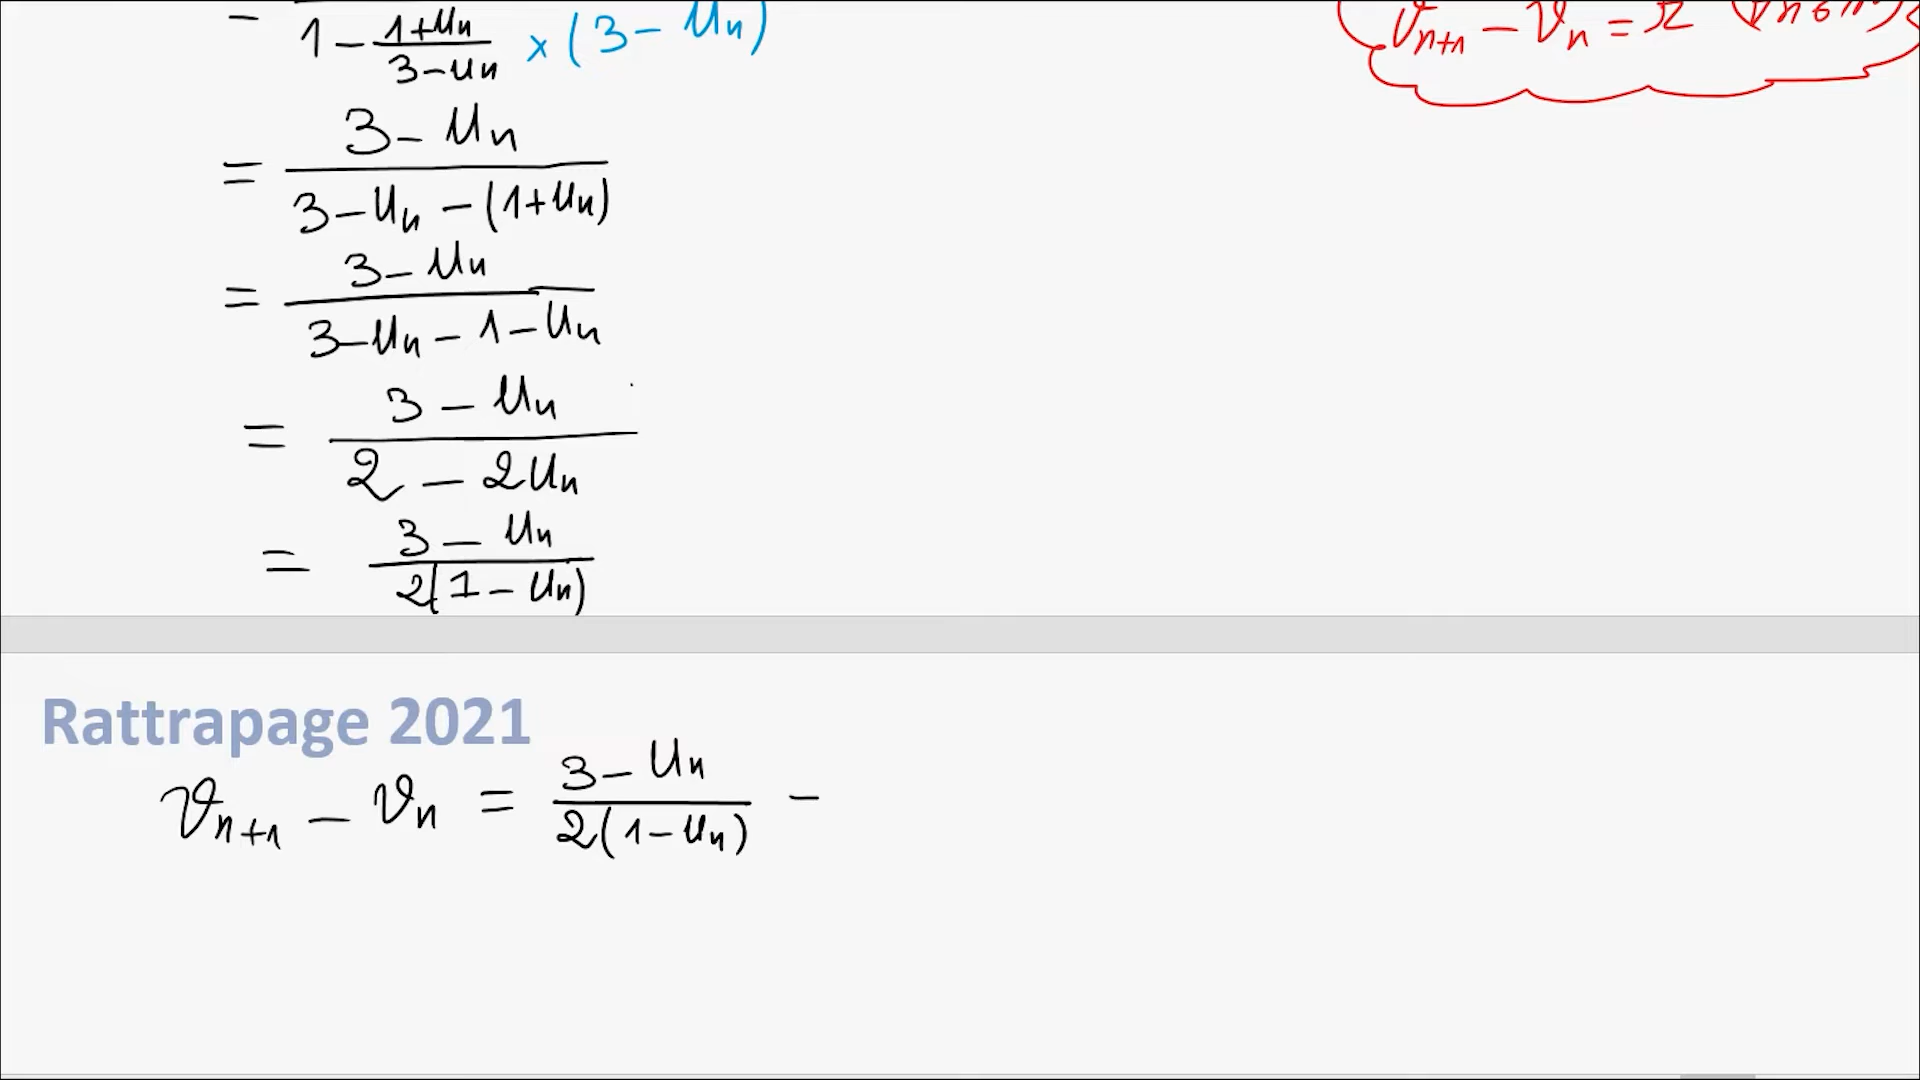 1 - (1+Un)/(3-Un) × (3 - Un)
Vn+1 - Vn = r
= (3 - Un)/(3 - Un - (1+Un))
= (3 - Un)/(3 - Un - 1 - Un)
= (3 - Un)/(2 - 2Un)
= (3 - Un)/(2(1 - Un))
Rattrapage 2021
Vn+1 - Vn = (3 - Un)/(2(1 - Un)) -